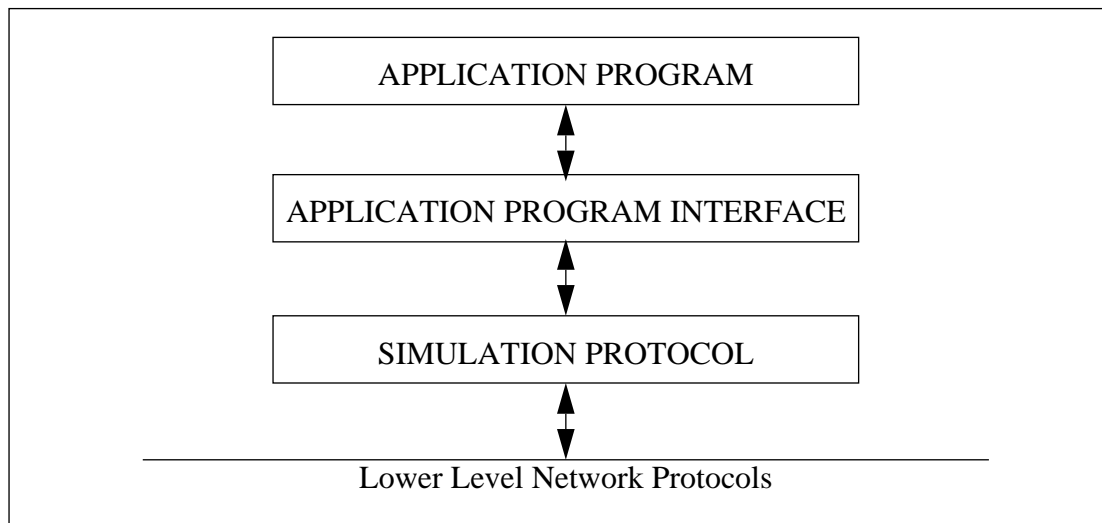 APPLICATION PROGRAM
APPLICATION PROGRAM INTERFACE
SIMULATION PROTOCOL
Lower Level Network Protocols